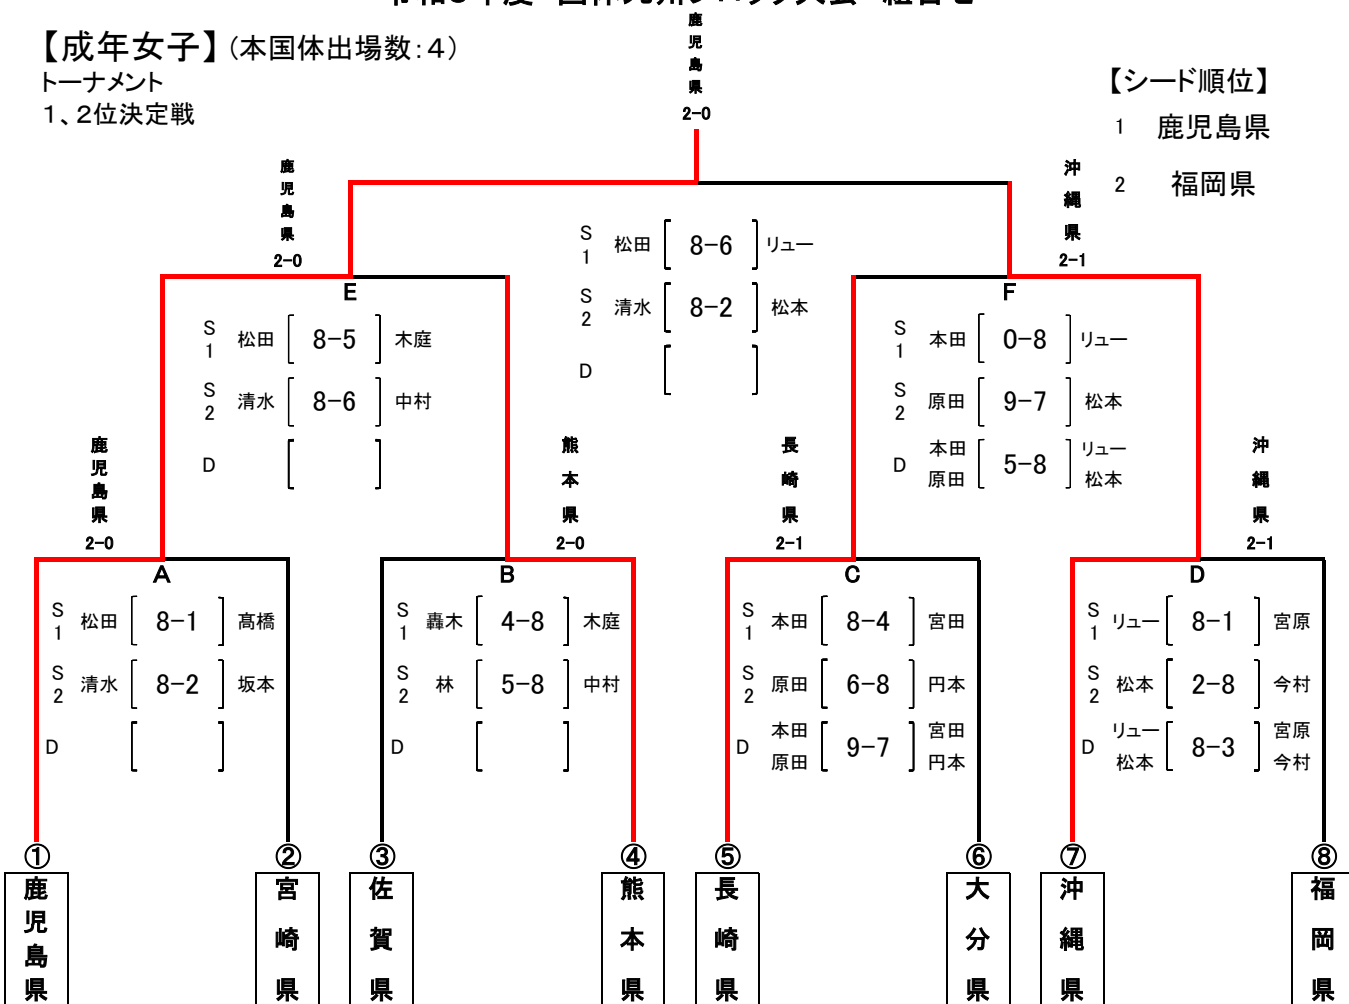 【成年女子】（本国体出場数：４）
トーナメント
１、２位決定戦
【シード順位】
1 鹿児島県
2 福岡県
鹿児島県
2-0
鹿児島県
2-0
沖縄県
2-1
S1 松田 8-6 リュー
S2 清水 8-2 松本
D
E
S1 松田 8-5 木庭
S2 清水 8-6 中村
D
F
S1 本田 0-8 リュー
S2 原田 9-7 松本
D 本田 原田 5-8 リュー 松本
鹿児島県
2-0
熊本県
2-0
長崎県
2-1
沖縄県
2-1
A
S1 松田 8-1 髙橋
S2 清水 8-2 坂本
D
B
S1 轟木 4-8 木庭
S2 林 5-8 中村
D
C
S1 本田 8-4 宮田
S2 原田 6-8 円本
D 本田 原田 9-7 宮田 円本
D
S1 リュー 8-1 宮原
S2 松本 2-8 今村
D リュー 松本 8-3 宮原 今村
① 鹿児島県
② 宮崎県
③ 佐賀県
④ 熊本県
⑤ 長崎県
⑥ 大分県
⑦ 沖縄県
⑧ 福岡県